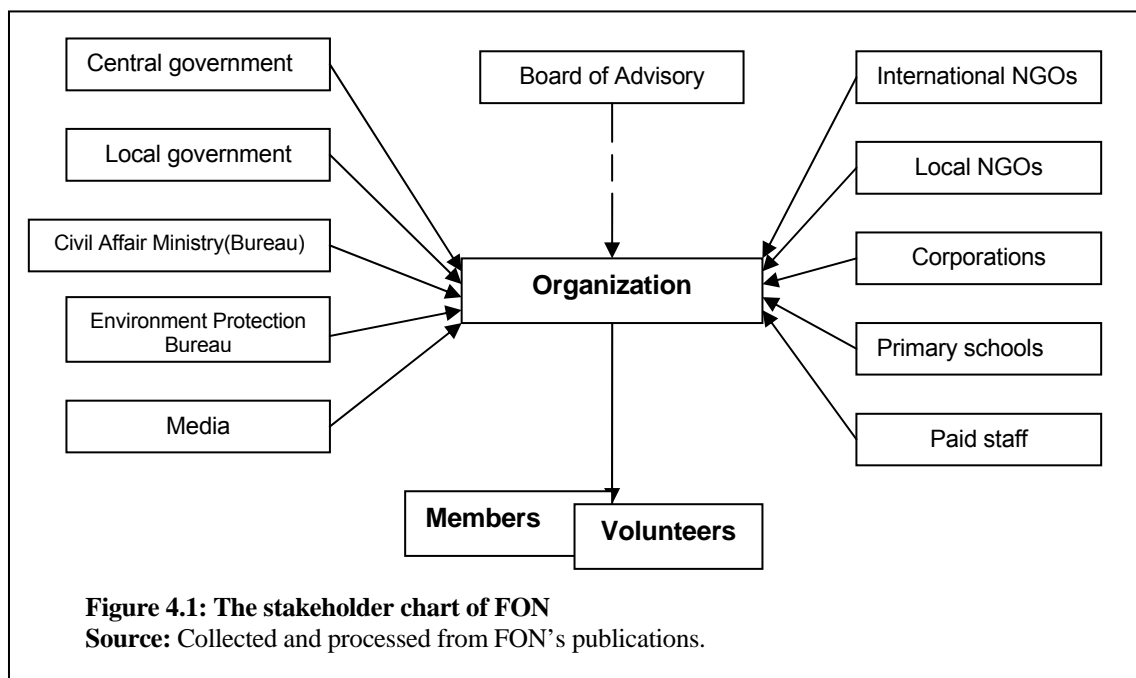 Central government
Board of Advisory
International NGOs
Local government
Local NGOs
Civil Affair Ministry(Bureau)
Corporations
Organization
Environment Protection
Bureau
Primary schools
Media
Paid staff
Members
Volunteers
Figure 4.1: The stakeholder chart of FON
Source: Collected and processed from FON’s publications.